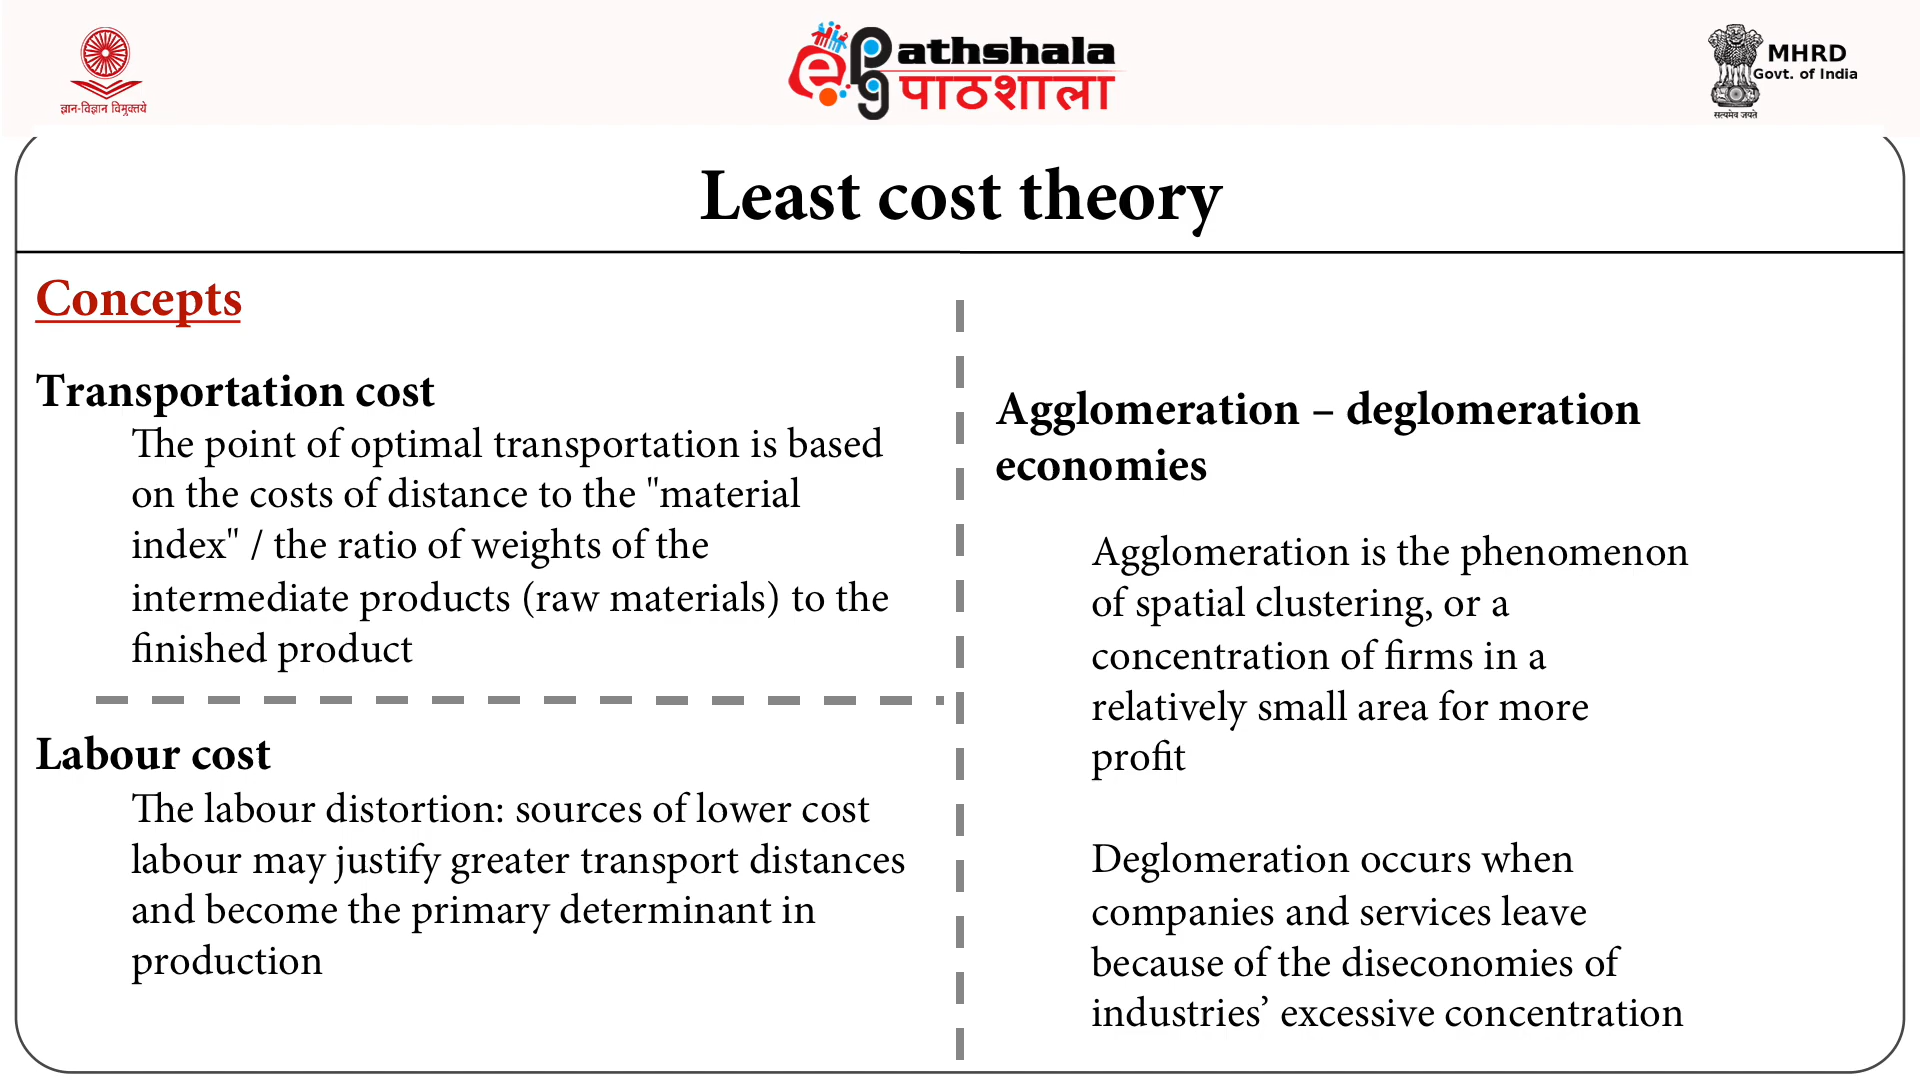 ज्ञान-विज्ञान विमुक्तये
e pg athshala
पाठशाला
MHRD
Govt. of India
सत्यमेव जयते
Least cost theory
Concepts
Transportation cost
The point of optimal transportation is based
on the costs of distance to the "material
index" / the ratio of weights of the
intermediate products (raw materials) to the
finished product
Labour cost
The labour distortion: sources of lower cost
labour may justify greater transport distances
and become the primary determinant in
production
Agglomeration – deglomeration
economies
Agglomeration is the phenomenon
of spatial clustering, or a
concentration of firms in a
relatively small area for more
profit
Deglomeration occurs when
companies and services leave
because of the diseconomies of
industries’ excessive concentration